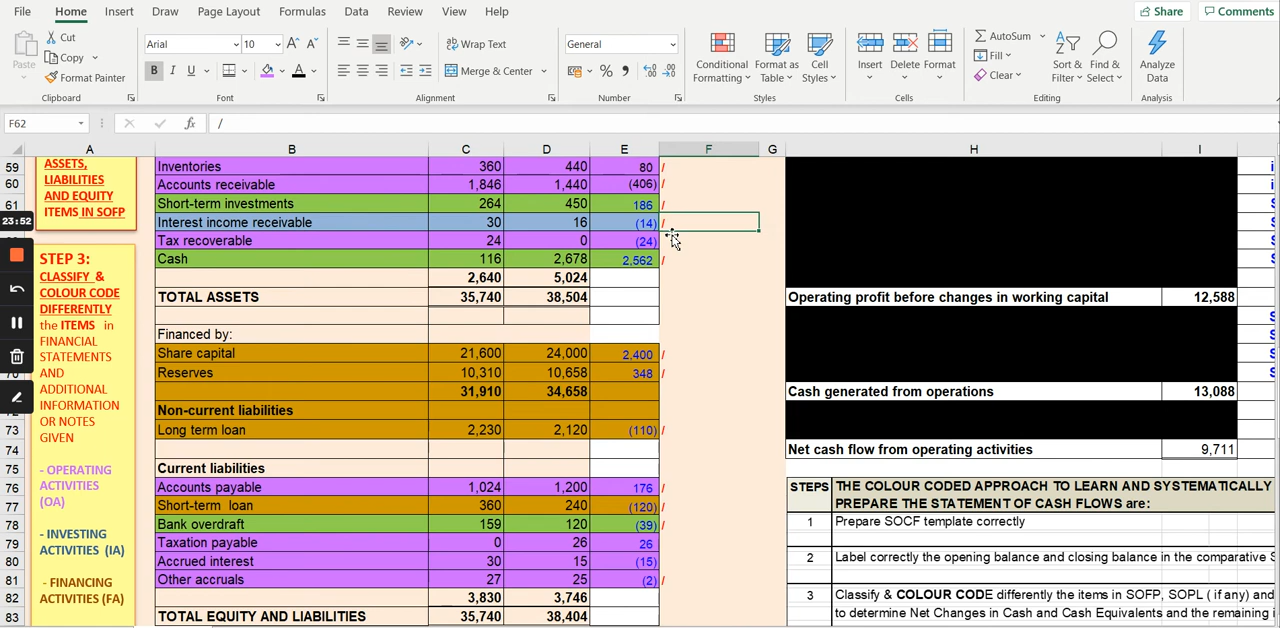 File Home Insert Draw Page Layout Formulas Data Review View Help Share Comments
Cut
Copy
Format Painter
Paste
Clipboard
Arial 10
B I U
Font
Wrap Text
Merge & Center
Alignment
General
Number
Conditional Formatting
Format as Table
Cell Styles
Styles
Insert Delete Format
Cells
AutoSum
Fill
Clear
Sort & Filter
Find & Select
Editing
Analyze Data
Analysis
F62 fx /
A B C D E F G H I
59 Inventories 360 440 80 /
60 Accounts receivable 1,846 1,440 (406) /
61 Short-term investments 264 450 186 /
Interest income receivable 30 16 (14) /
Tax recoverable 24 0 (24)
Cash 116 2,678 2,562 /
2,640 5,024
TOTAL ASSETS 35,740 38,504
Financed by:
Share capital 21,600 24,000 2,400 /
Reserves 10,310 10,658 348 /
31,910 34,658
Non-current liabilities
73 Long term loan 2,230 2,120 (110) /
74
75 Current liabilities
76 Accounts payable 1,024 1,200 176 /
77 Short-term loan 360 240 (120) /
78 Bank overdraft 159 120 (39) /
79 Taxation payable 0 26 26
80 Accrued interest 30 15 (15)
81 Other accruals 27 25 (2) /
82 3,830 3,746
83 TOTAL EQUITY AND LIABILITIES 35,740 38,404
ASSETS,
LIABILITIES
AND EQUITY
ITEMS IN SOFP
23:52
STEP 3:
CLASSIFY &
COLOUR CODE
DIFFERENTLY
the ITEMS in
FINANCIAL
STATEMENTS
AND
ADDITIONAL
INFORMATION
OR NOTES
GIVEN
- OPERATING
ACTIVITIES
(OA)
- INVESTING
ACTIVITIES (IA)
- FINANCING
ACTIVITIES (FA)
Operating profit before changes in working capital 12,588
Cash generated from operations 13,088
Net cash flow from operating activities 9,711
STEPS THE COLOUR CODED APPROACH TO LEARN AND SYSTEMATICALLY
PREPARE THE STATEMENT OF CASH FLOWS are:
1 Prepare SOCF template correctly
2 Label correctly the opening balance and closing balance in the comparative S
3 Classify & COLOUR CODE differently the items in SOFP, SOPL ( if any) and
to determine Net Changes in Cash and Cash Equivalents and the remaining i